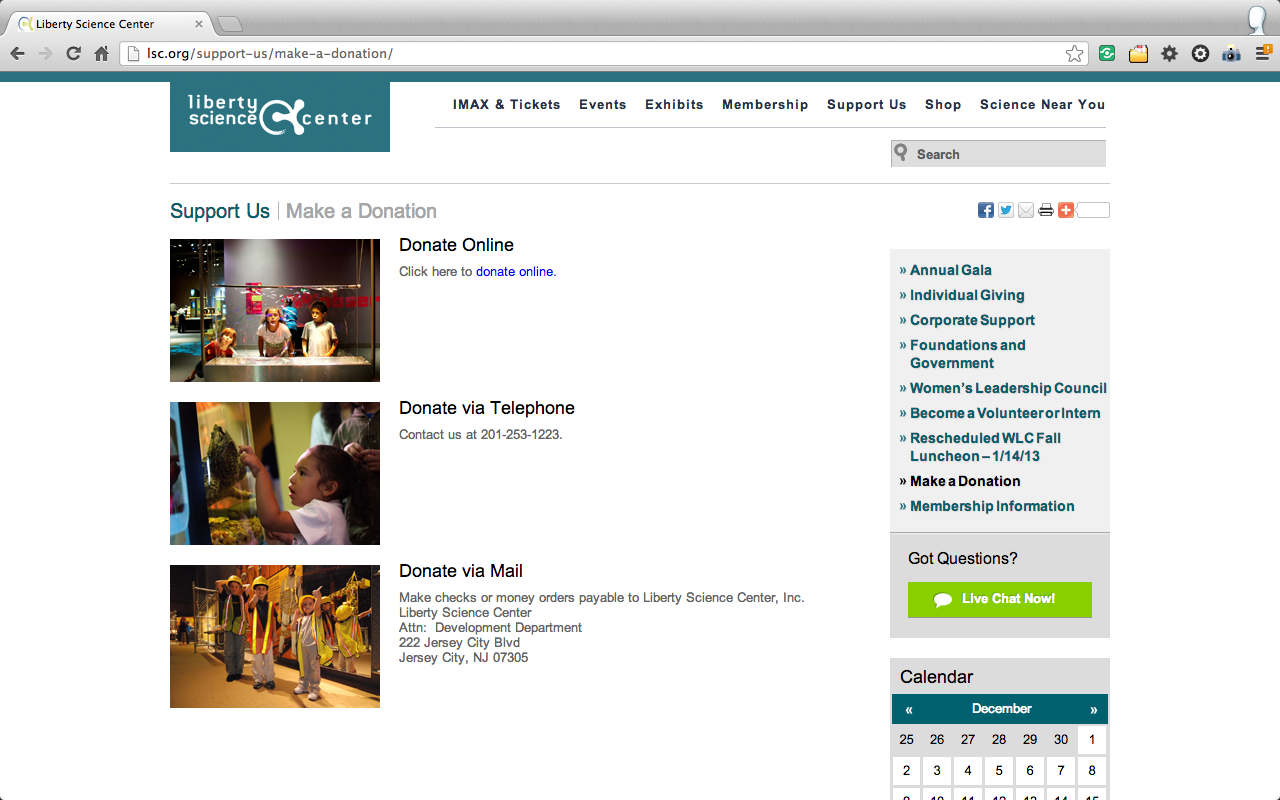 Liberty Science Center
lsc.org/support-us/make-a-donation/
liberty
science center
IMAX & Tickets Events Exhibits Membership Support Us Shop Science Near You
Search
Support Us | Make a Donation
Donate Online
Click here to donate online.
Donate via Telephone
Contact us at 201-253-1223.
Donate via Mail
Make checks or money orders payable to Liberty Science Center, Inc.
Liberty Science Center
Attn: Development Department
222 Jersey City Blvd
Jersey City, NJ 07305
» Annual Gala
» Individual Giving
» Corporate Support
» Foundations and
Government
» Women’s Leadership Council
» Become a Volunteer or Intern
» Rescheduled WLC Fall
Luncheon – 1/14/13
» Make a Donation
» Membership Information
Got Questions?
Live Chat Now!
Calendar
« December »
25 26 27 28 29 30 1
2 3 4 5 6 7 8